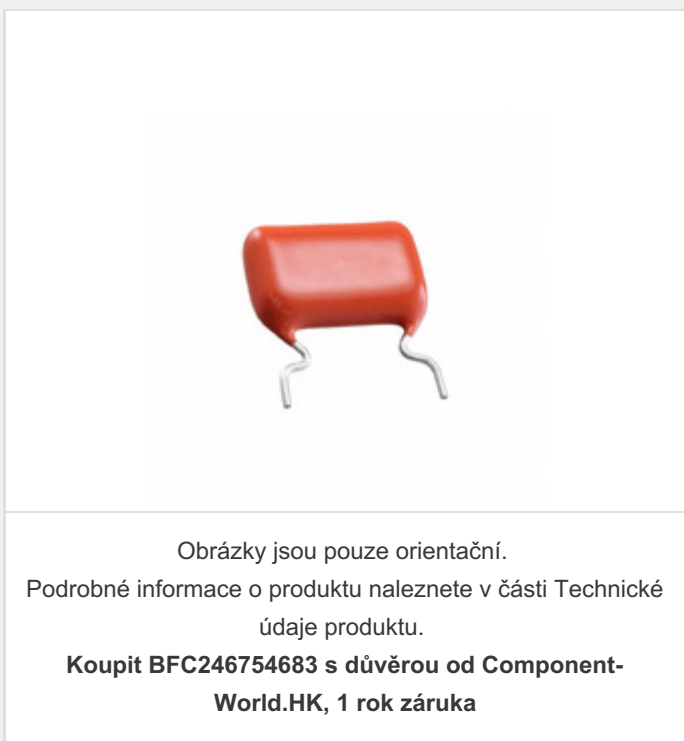 Obrázky jsou pouze orientační.
Podrobné informace o produktu naleznete v části Technické
údaje produktu.
Koupit BFC246754683 s důvěrou od Component-
World.HK, 1 rok záruka